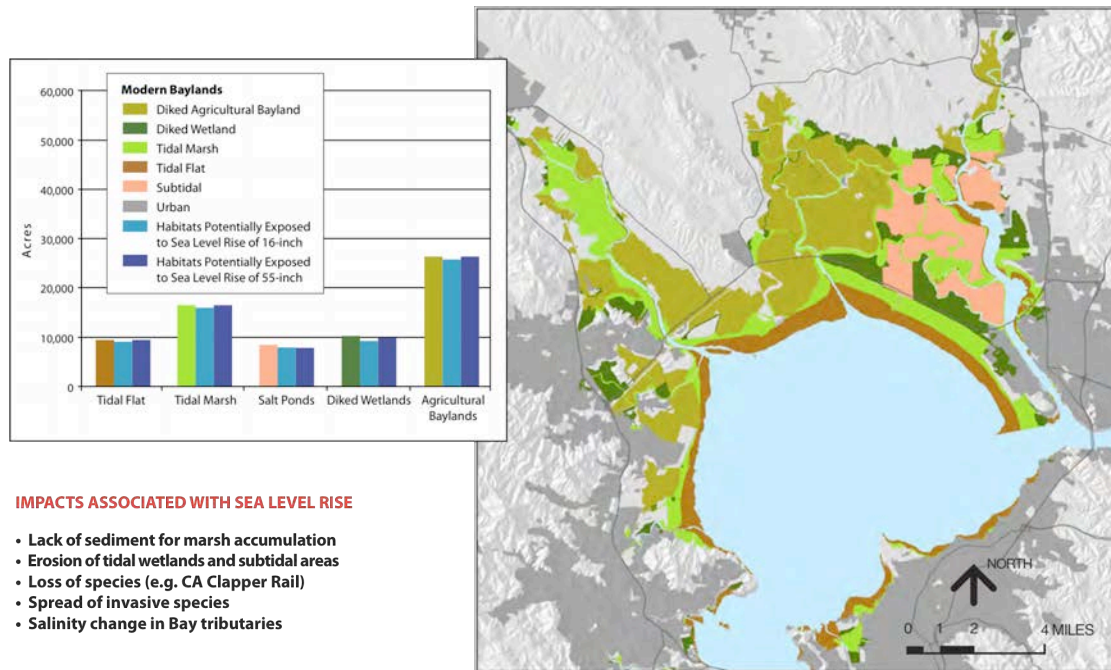 Modern Baylands
Diked Agricultural Bayland
Diked Wetland
Tidal Marsh
Tidal Flat
Subtidal
Urban
Habitats Potentially Exposed
to Sea Level Rise of 16-inch
Habitats Potentially Exposed
to Sea Level Rise of 55-inch
60,000
50,000
40,000
30,000
20,000
10,000
0
Acres
Tidal Flat
Tidal Marsh
Salt Ponds
Diked Wetlands
Agricultural
Baylands
IMPACTS ASSOCIATED WITH SEA LEVEL RISE
• Lack of sediment for marsh accumulation
• Erosion of tidal wetlands and subtidal areas
• Loss of species (e.g. CA Clapper Rail)
• Spread of invasive species
• Salinity change in Bay tributaries
NORTH
0 1 2 4 MILES